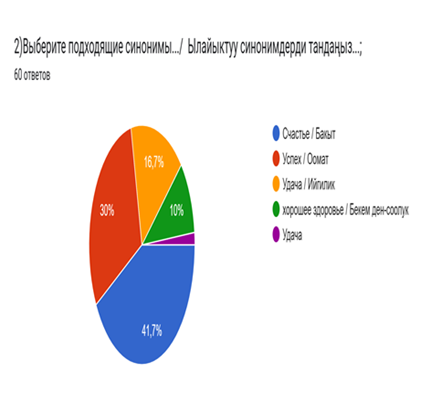 2)Выберите подходящие синонимы.../ Ылайыктуу синонимдерди тандаңыз...;
60 ответов
16,7%
30%
10%
41,7%
Счастье / Бакыт
Успех / Оомат
Удача / Ийгилик
хорошее здоровье / Бекем ден-соолук
Удача